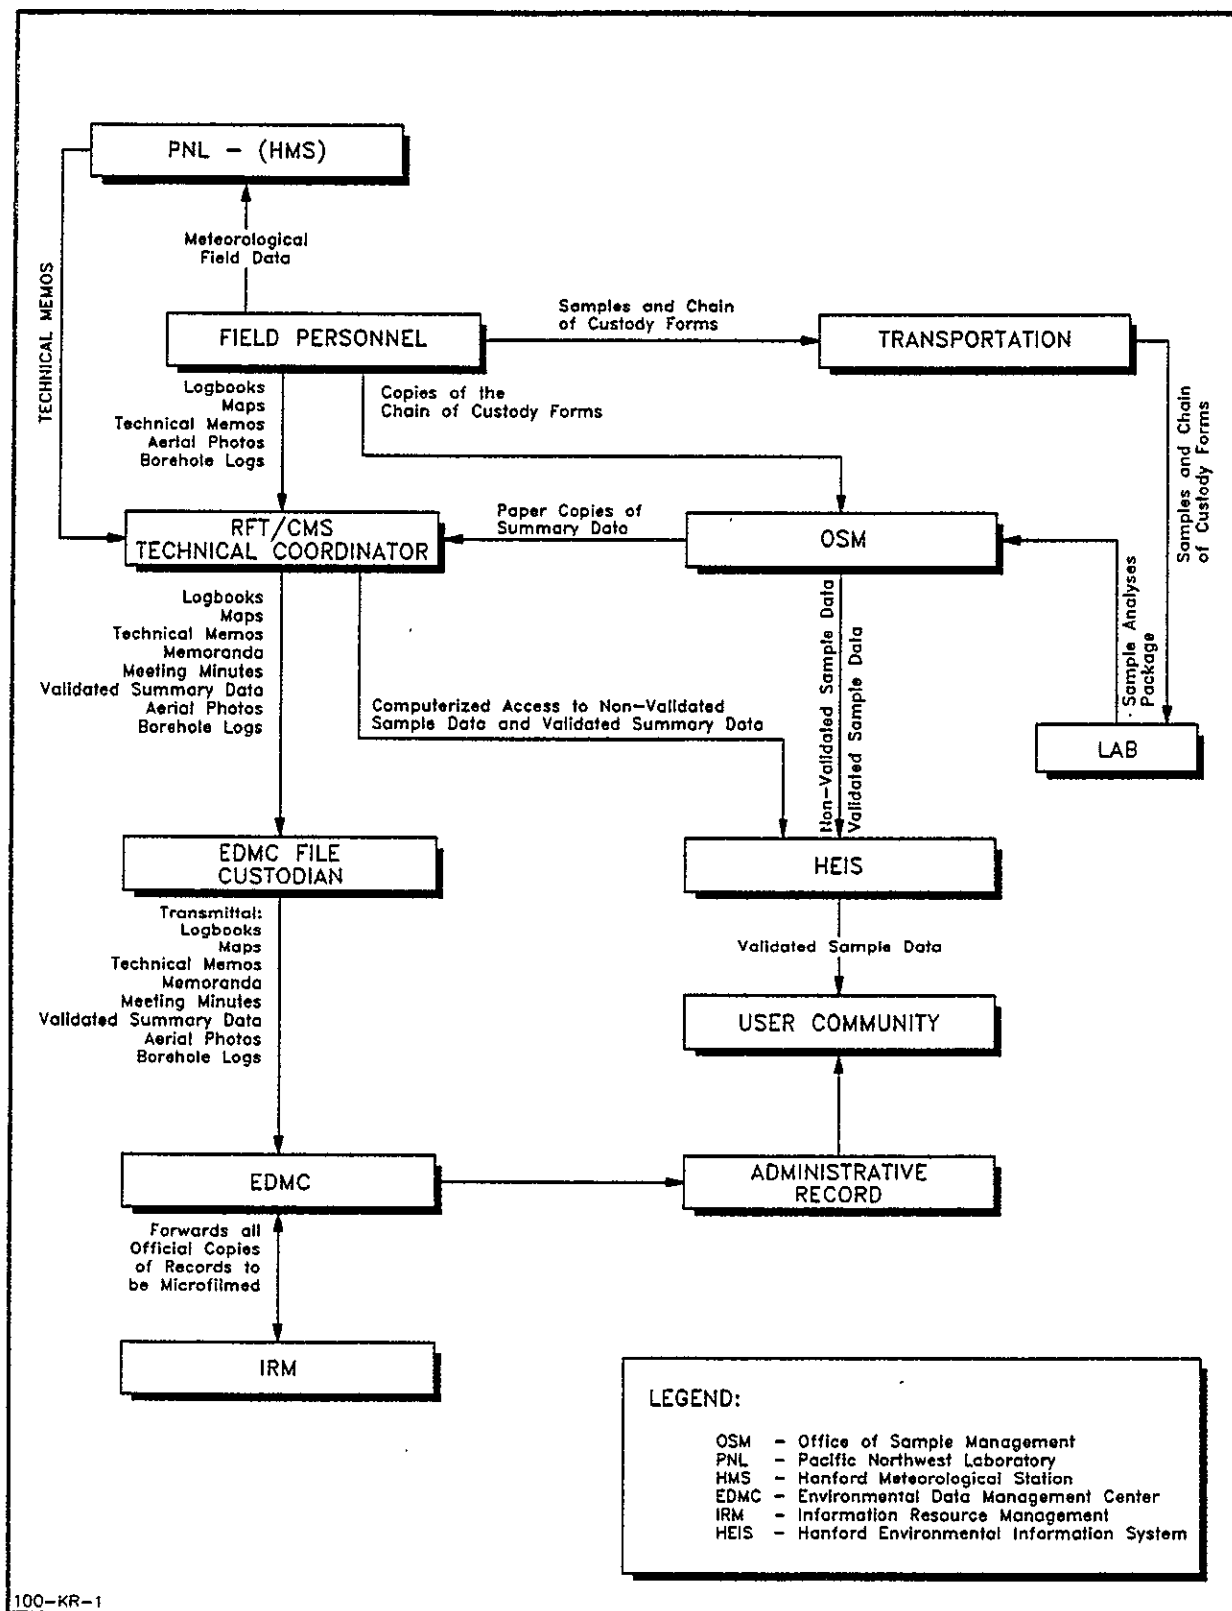 PNL - (HMS)
TECHNICAL MEMOS
Meteorological
Field Data
FIELD PERSONNEL
Samples and Chain
of Custody Forms
TRANSPORTATION
Logbooks
Maps
Technical Memos
Aerial Photos
Borehole Logs
Copies of the
Chain of Custody Forms
Samples and Chain
of Custody Forms
RFT/CMS
TECHNICAL COORDINATOR
Paper Copies of
Summary Data
OSM
Sample Analyses
Package
LAB
Logbooks
Maps
Technical Memos
Memoranda
Meeting Minutes
Validated Summary Data
Aerial Photos
Borehole Logs
Computerized Access to Non-Validated
Sample Data and Validated Summary Data
Non-Validated Sample Data
Validated Sample Data
EDMC FILE
CUSTODIAN
HEIS
Transmittal:
Logbooks
Maps
Technical Memos
Memoranda
Meeting Minutes
Validated Summary Data
Aerial Photos
Borehole Logs
Validated Sample Data
USER COMMUNITY
EDMC
ADMINISTRATIVE
RECORD
Forwards all
Official Copies
of Records to
be Microfilmed
IRM
LEGEND:
OSM - Office of Sample Management
PNL - Pacific Northwest Laboratory
HMS - Hanford Meteorological Station
EDMC - Environmental Data Management Center
IRM - Information Resource Management
HEIS - Hanford Environmental Information System
100-KR-1